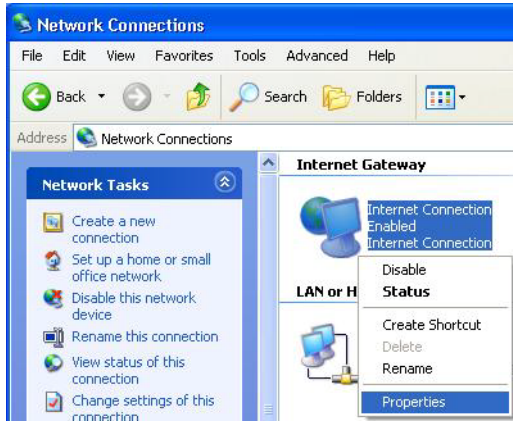 Network Connections
File Edit View Favorites Tools Advanced Help
Back Search Folders
Address Network Connections
Network Tasks
Create a new
connection
Set up a home or small
office network
Disable this network
device
Rename this connection
View status of this
connection
Change settings of this
connection
Internet Gateway
Internet Connection
Enabled
Internet Connection
LAN or H
Disable
Status
Create Shortcut
Delete
Rename
Properties